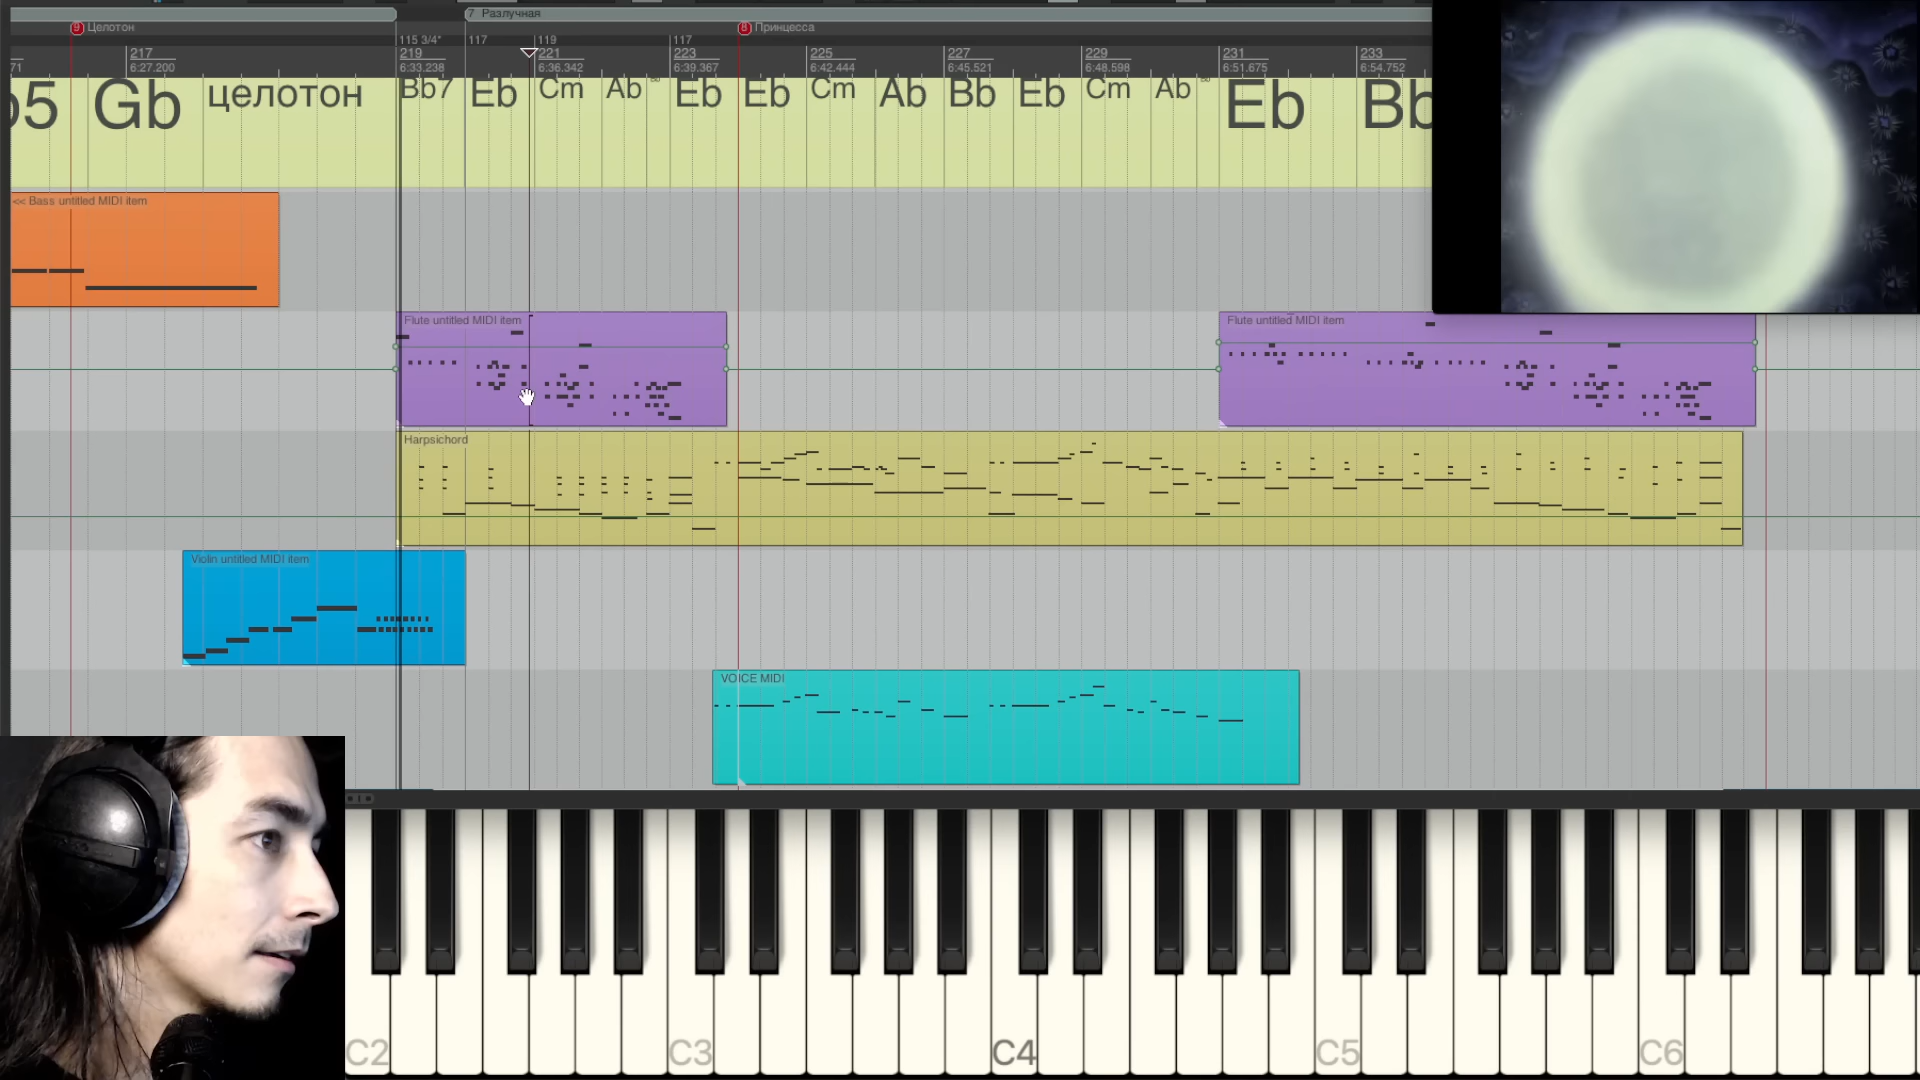 7 Разлучная
9 Целотон
8 Принцесса
115 3/4* 117 119 117
217 219 221 223 225 227 229 231 233
71 6:27.200 6:33.238 6:36.342 6:39.367 6:42.444 6:45.521 6:48.598 6:51.675 6:54.752
b5 Gb целотон Bb7 Eb Cm Ab Eb Eb Cm Ab Bb Eb Cm Ab Eb Bb
<< Bass untitled MIDI item
Flute untitled MIDI item Flute untitled MIDI item
Harpsichord
Violin untitled MIDI item
VOICE MIDI
C2 C3 C4 C5 C6